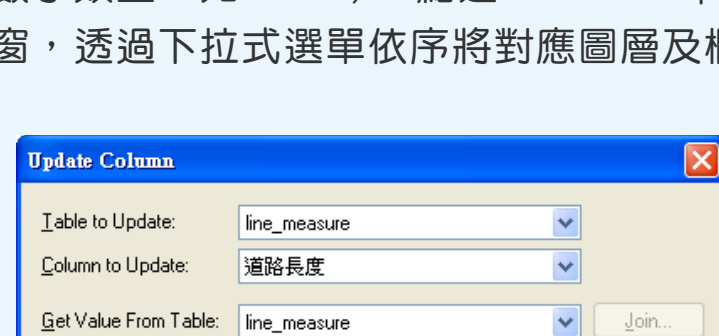 窗，透過下拉式選單依序將對應圖層及
Update Column
Table to Update: line_measure
Column to Update: 道路長度
Get Value From Table: line_measure Join...